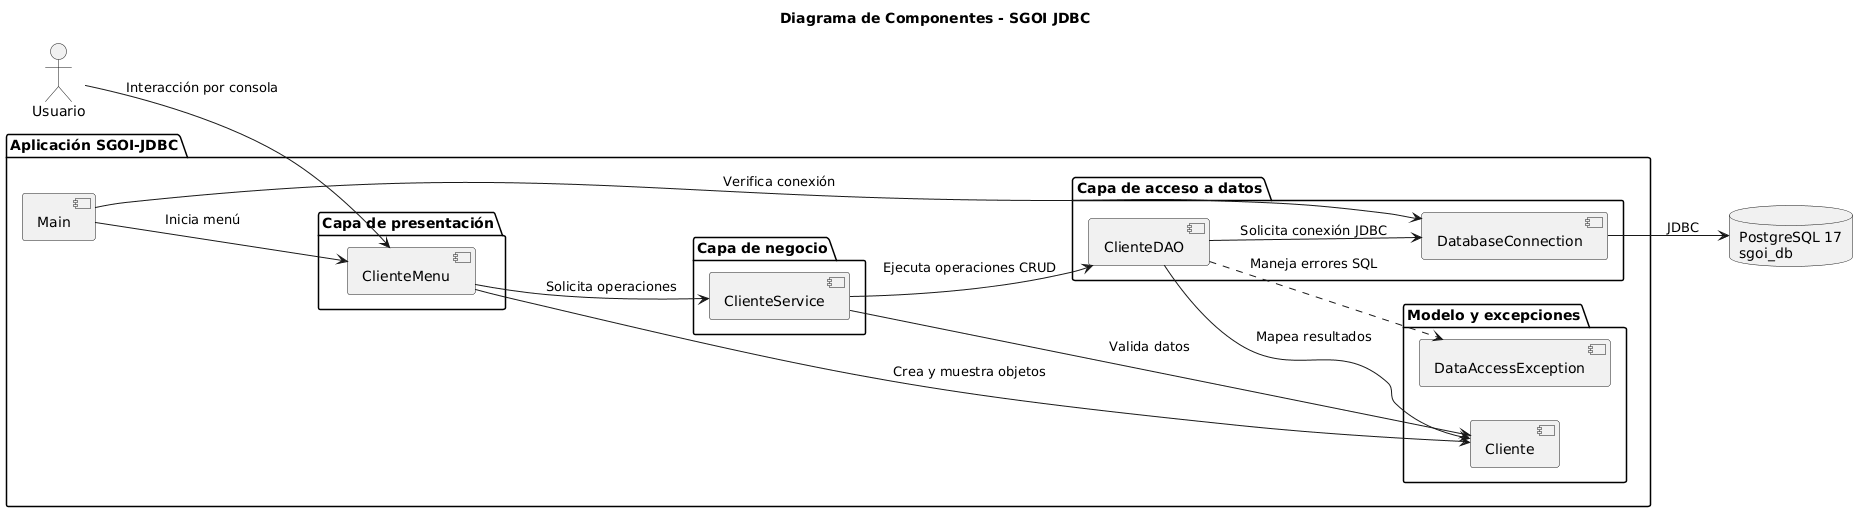 Diagrama de Componentes - SGOI JDBC
Usuario
Interacción por consola
Aplicación SGOI-JDBC
Main
Verifica conexión
Inicia menú
Capa de presentación
ClienteMenu
Solicita operaciones
Capa de negocio
ClienteService
Ejecuta operaciones CRUD
Capa de acceso a datos
ClienteDAO
Solicita conexión JDBC
DatabaseConnection
JDBC
PostgreSQL 17
sgoi_db
Maneja errores SQL
Modelo y excepciones
Mapea resultados
Valida datos
DataAccessException
Crea y muestra objetos
Cliente